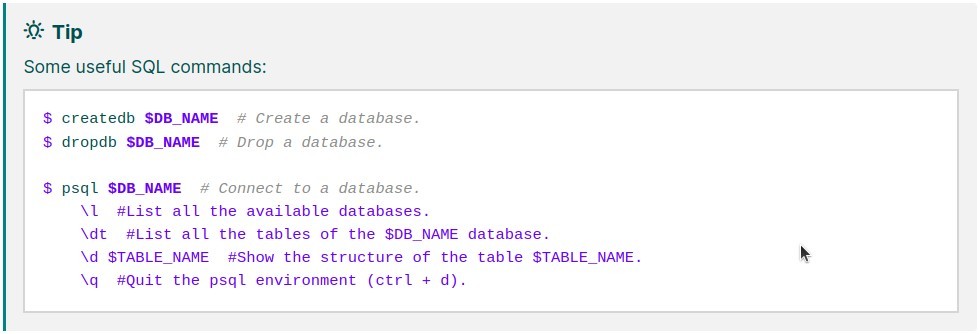 Tip
Some useful SQL commands:
$ createdb $DB_NAME  # Create a database.
$ dropdb $DB_NAME  # Drop a database.
$ psql $DB_NAME  # Connect to a database.
    \l  #List all the available databases.
    \dt  #List all the tables of the $DB_NAME database.
    \d $TABLE_NAME  #Show the structure of the table $TABLE_NAME.
    \q  #Quit the psql environment (ctrl + d).